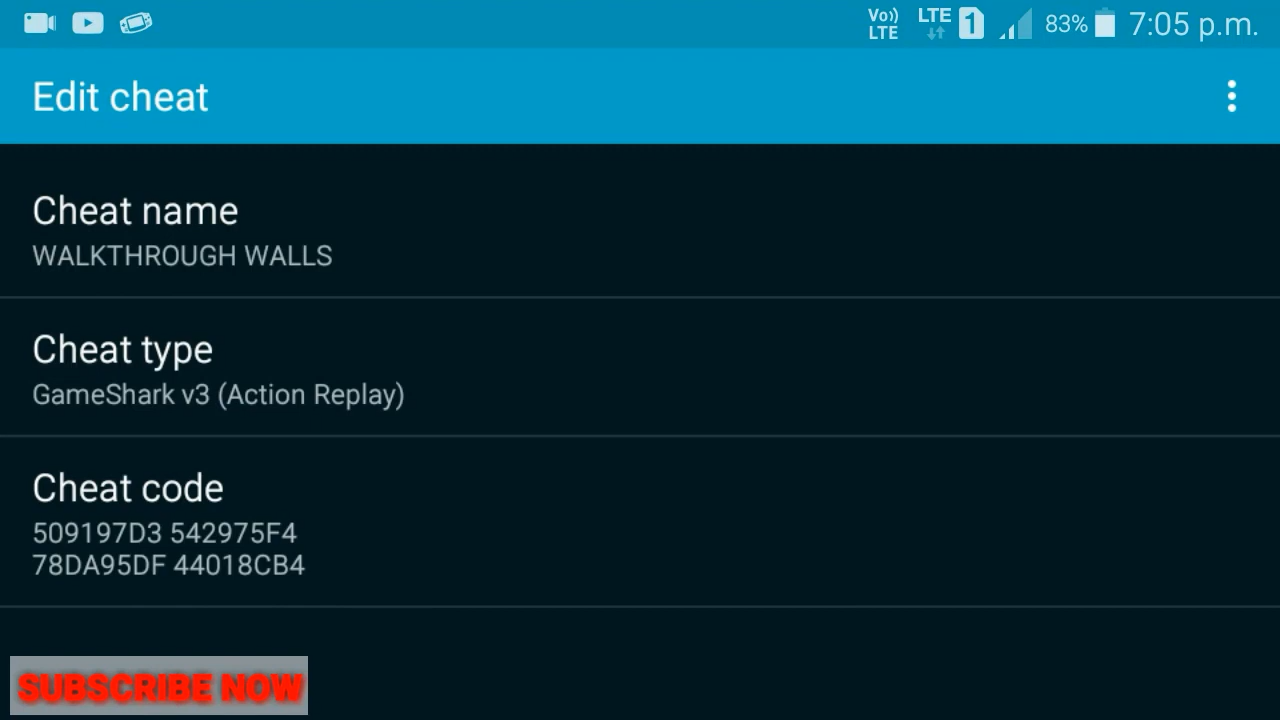 Vo)) LTE LTE 1 83% 7:05 p.m.
Edit cheat
Cheat name
WALKTHROUGH WALLS
Cheat type
GameShark v3 (Action Replay)
Cheat code
509197D3 542975F4
78DA95DF 44018CB4
SUBSCRIBE NOW